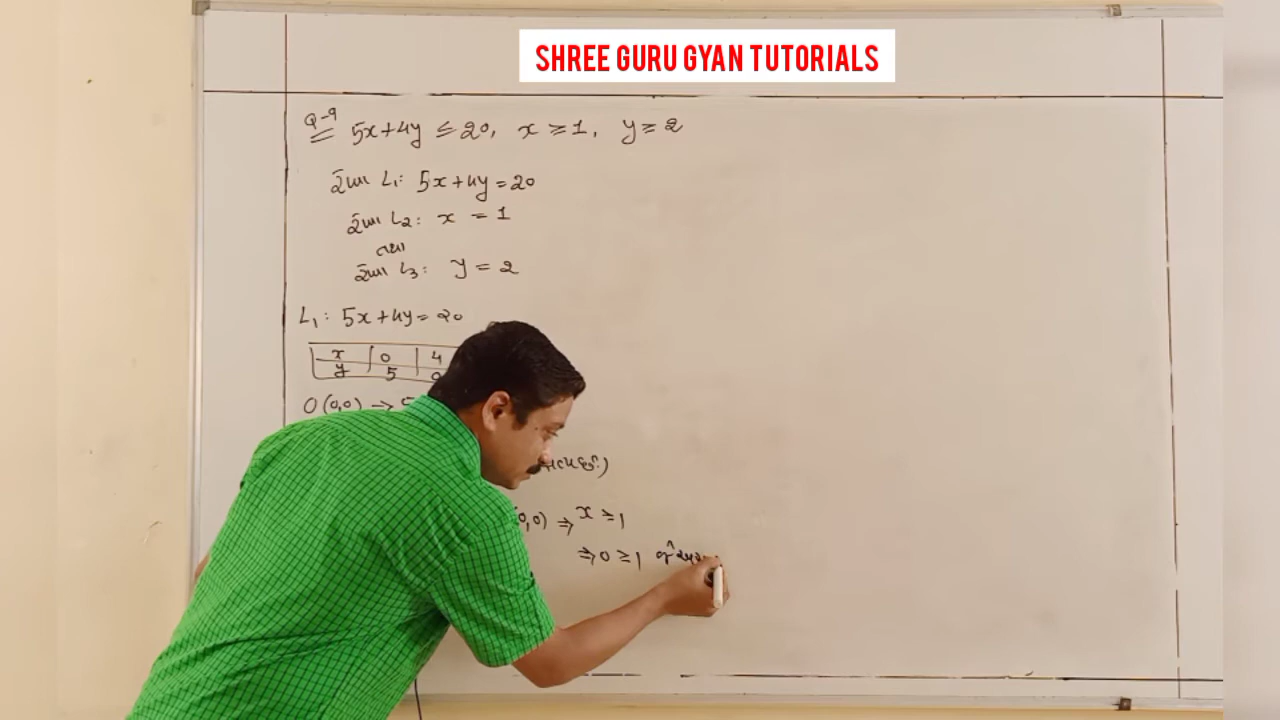 SHREE GURU GYAN TUTORIALS
Q-9 5x+4y ≤ 20, x ≥ 1, y ≥ 2
रेखा L₁: 5x+4y=20
रेखा L₂: x = 1
तथा
रेखा L₃: y = 2
L₁: 5x+4y=20
x 0 4
y 5 0
O(0,0) →
(0,0) ⇒ x ≥ 1
⇒ 0 ≥ 1